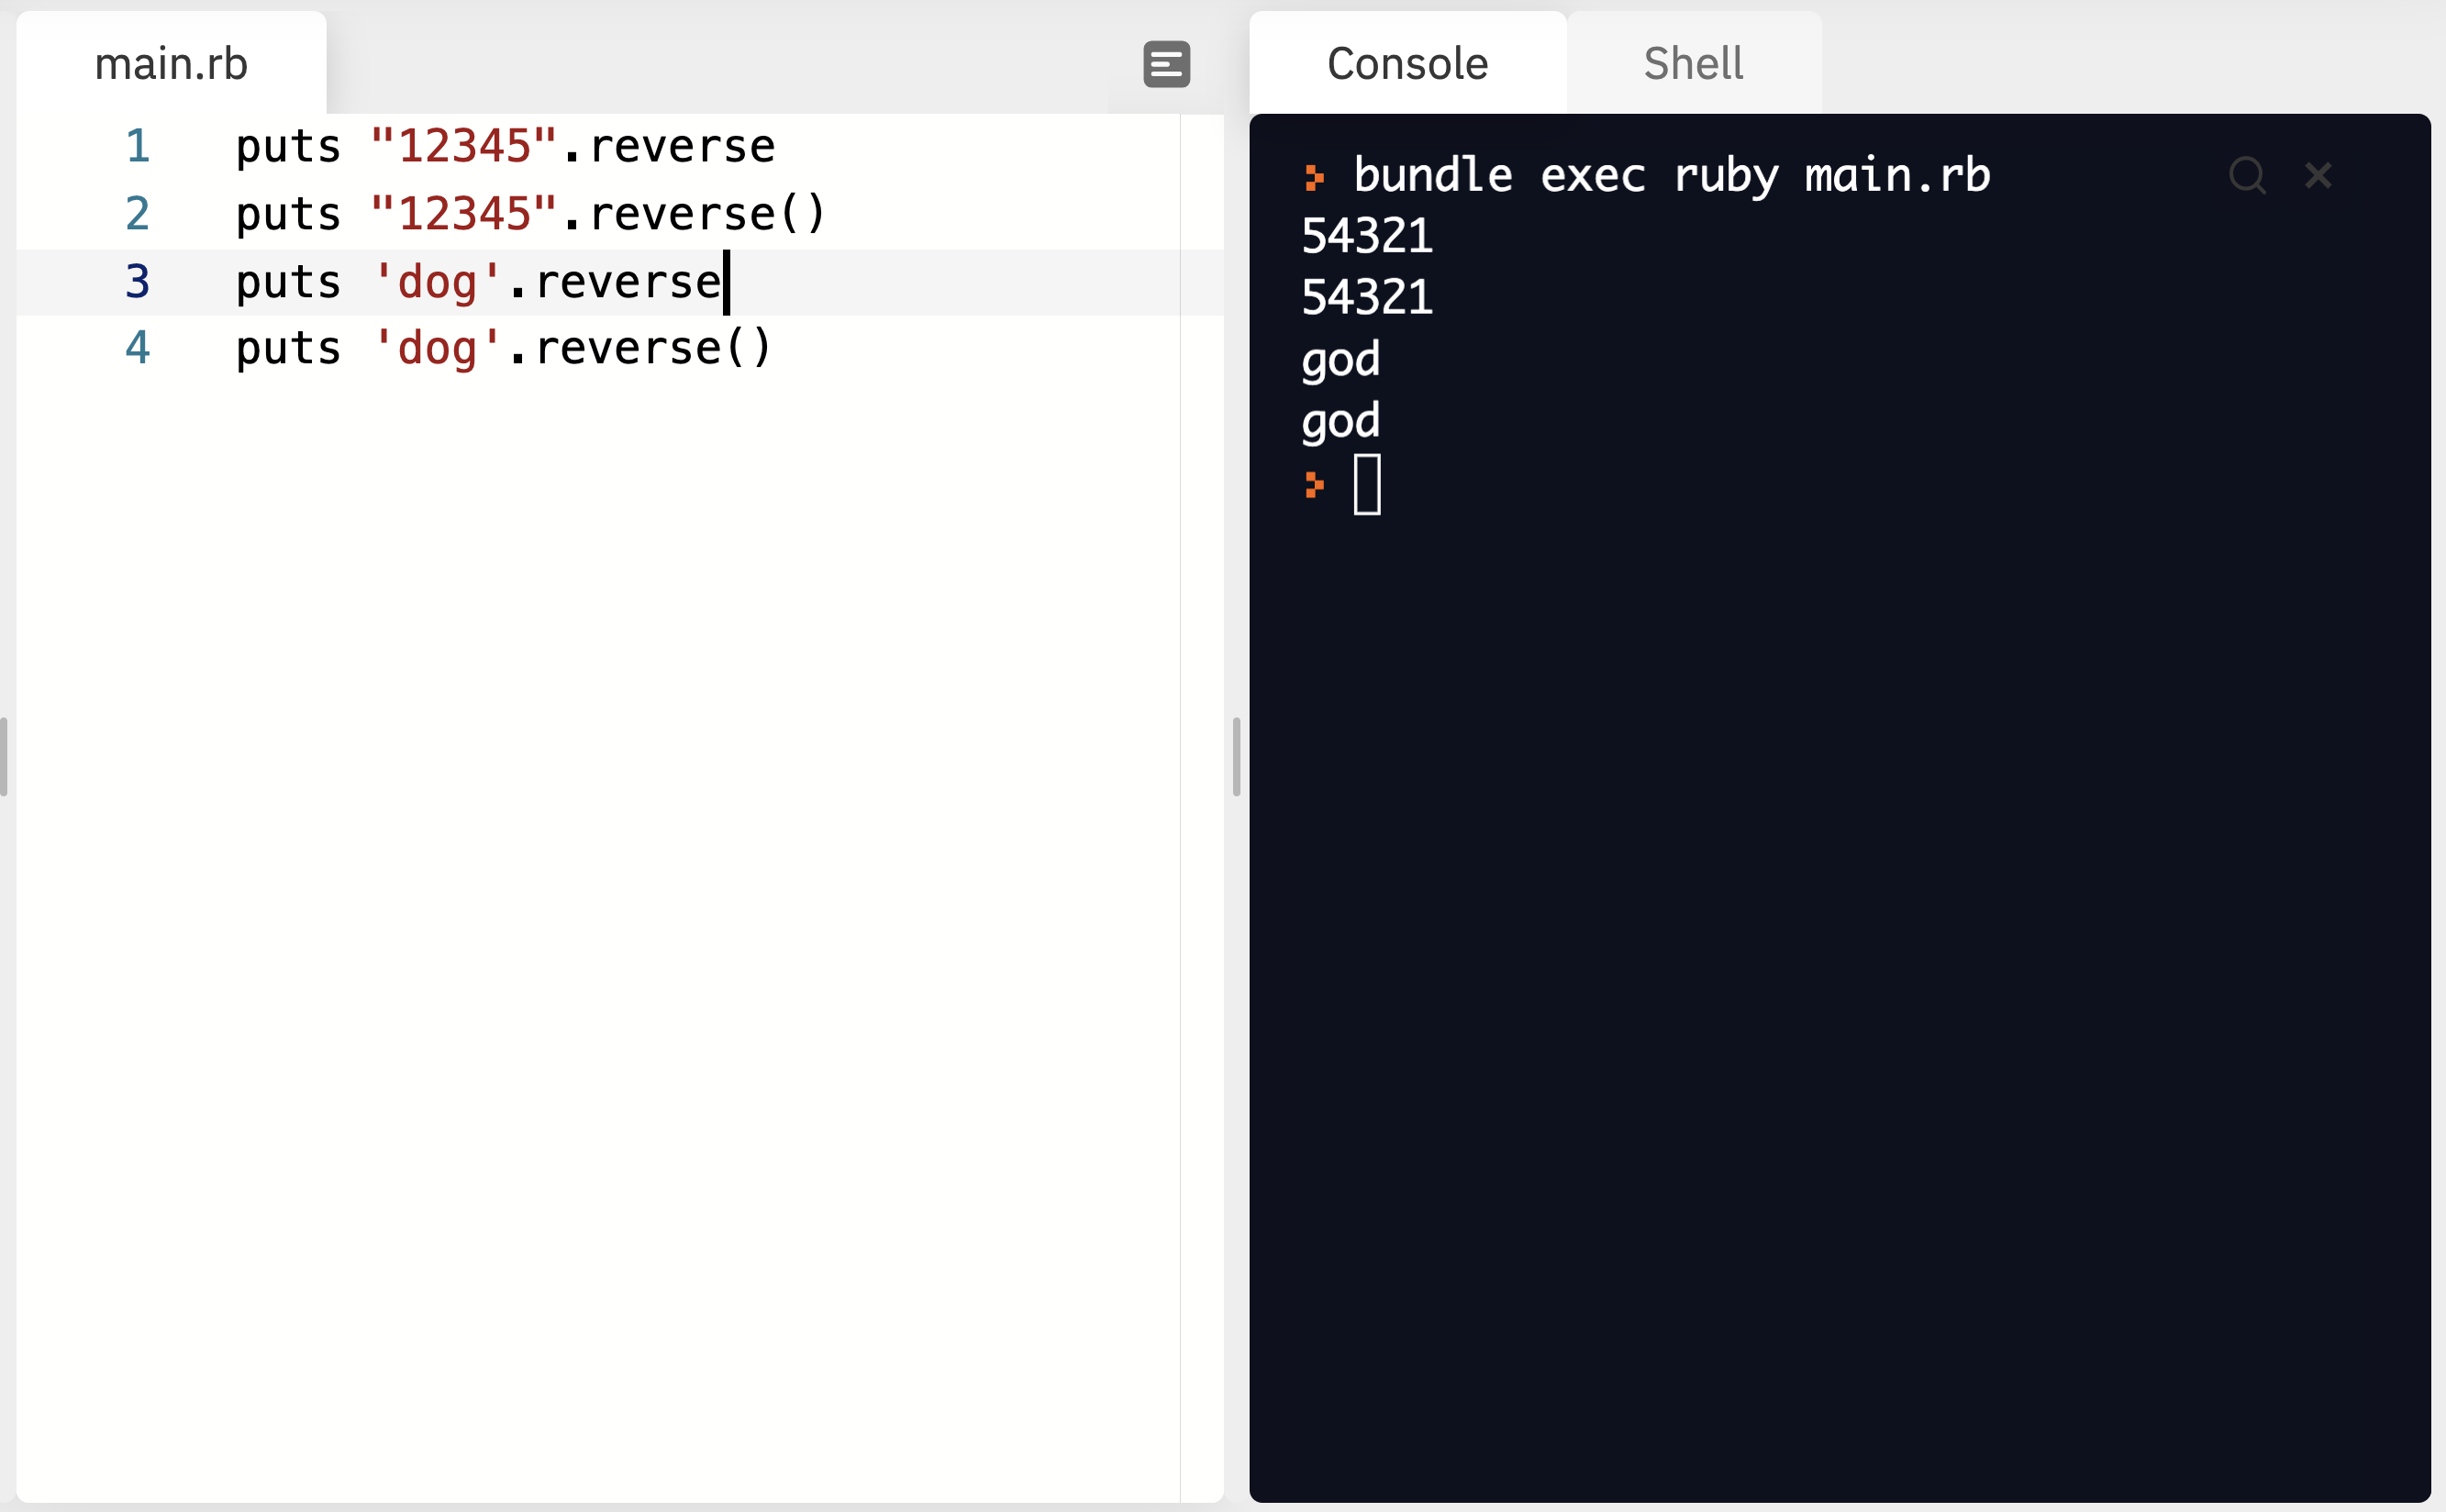 main.rb
1 puts "12345".reverse
2 puts "12345".reverse()
3 puts 'dog'.reverse
4 puts 'dog'.reverse()
Console Shell
bundle exec ruby main.rb
54321
54321
god
god